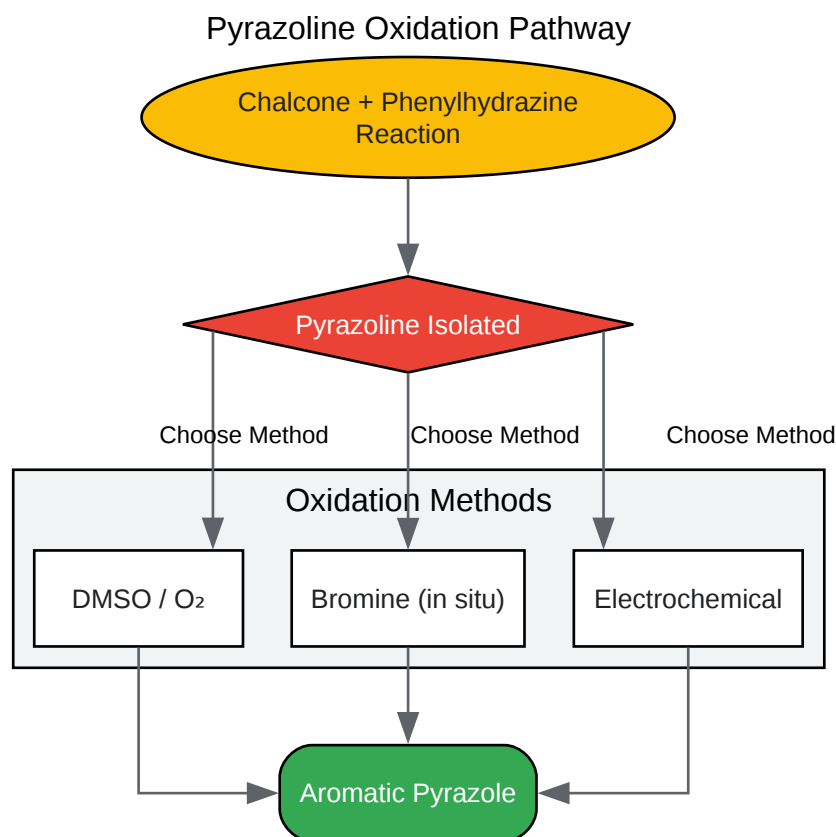 Pyrazoline Oxidation Pathway
Chalcone + Phenylhydrazine
Reaction
Pyrazoline Isolated
Choose Method
Choose Method
Choose Method
Oxidation Methods
DMSO / O₂
Bromine (in situ)
Electrochemical
Aromatic Pyrazole